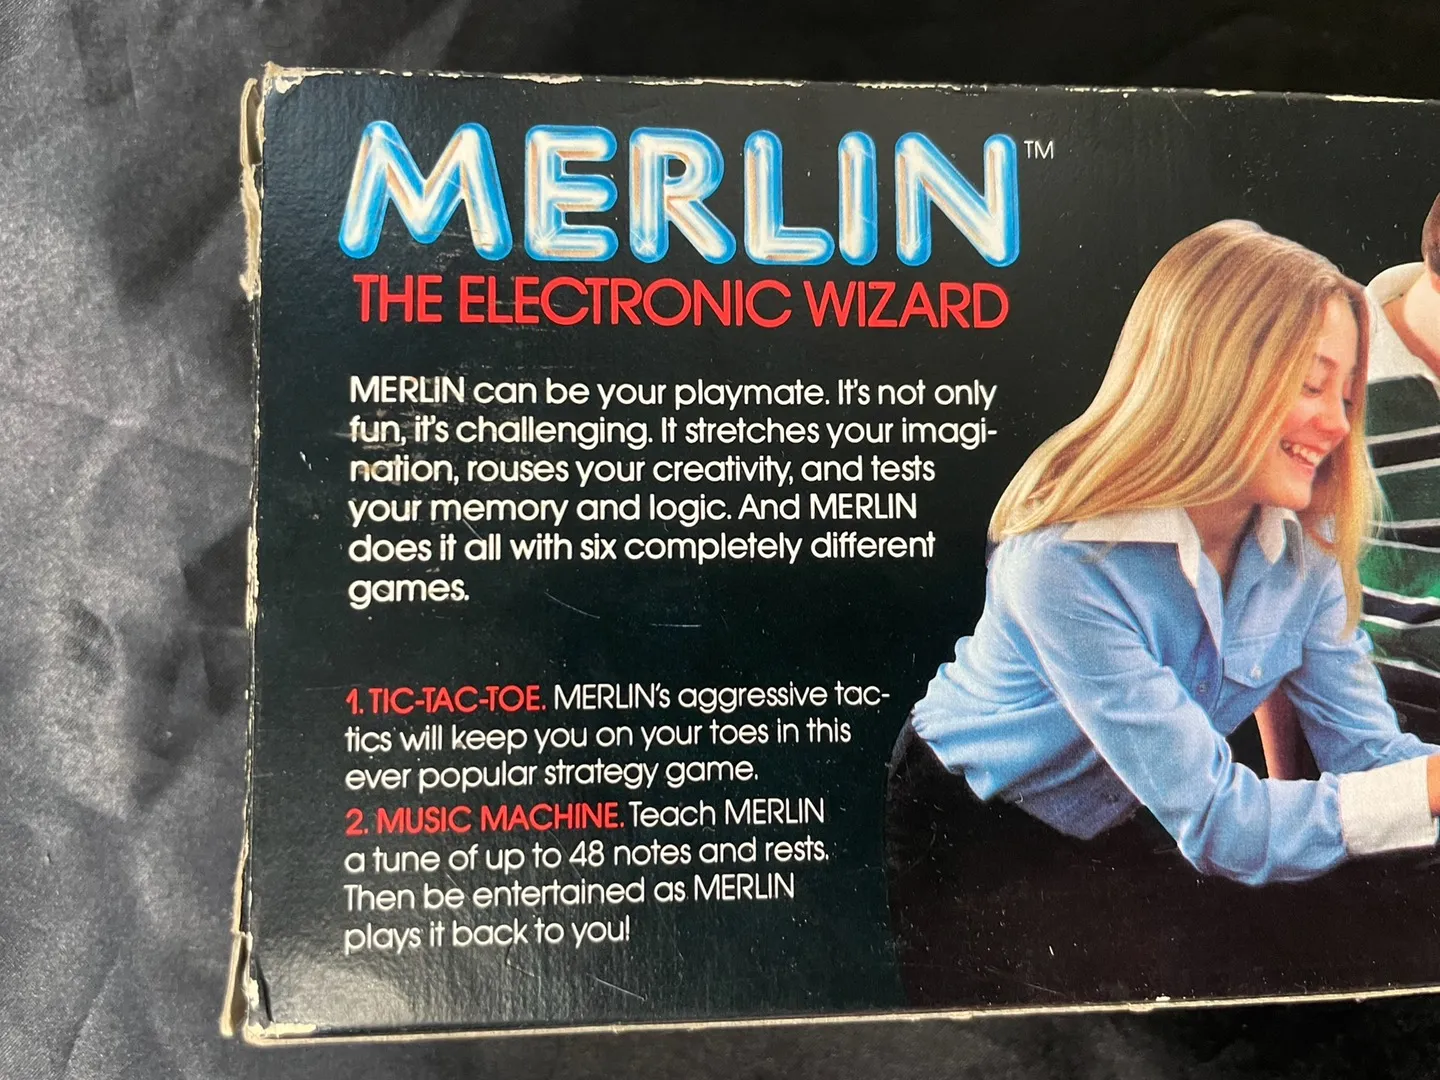 MERLIN™
THE ELECTRONIC WIZARD
MERLIN can be your playmate. It's not only
fun, it's challenging. It stretches your imagi-
nation, rouses your creativity, and tests
your memory and logic. And MERLIN
does it all with six completely different
games.
1. TIC-TAC-TOE. MERLIN's aggressive tac-
tics will keep you on your toes in this
ever popular strategy game.
2. MUSIC MACHINE. Teach MERLIN
a tune of up to 48 notes and rests.
Then be entertained as MERLIN
plays it back to you!